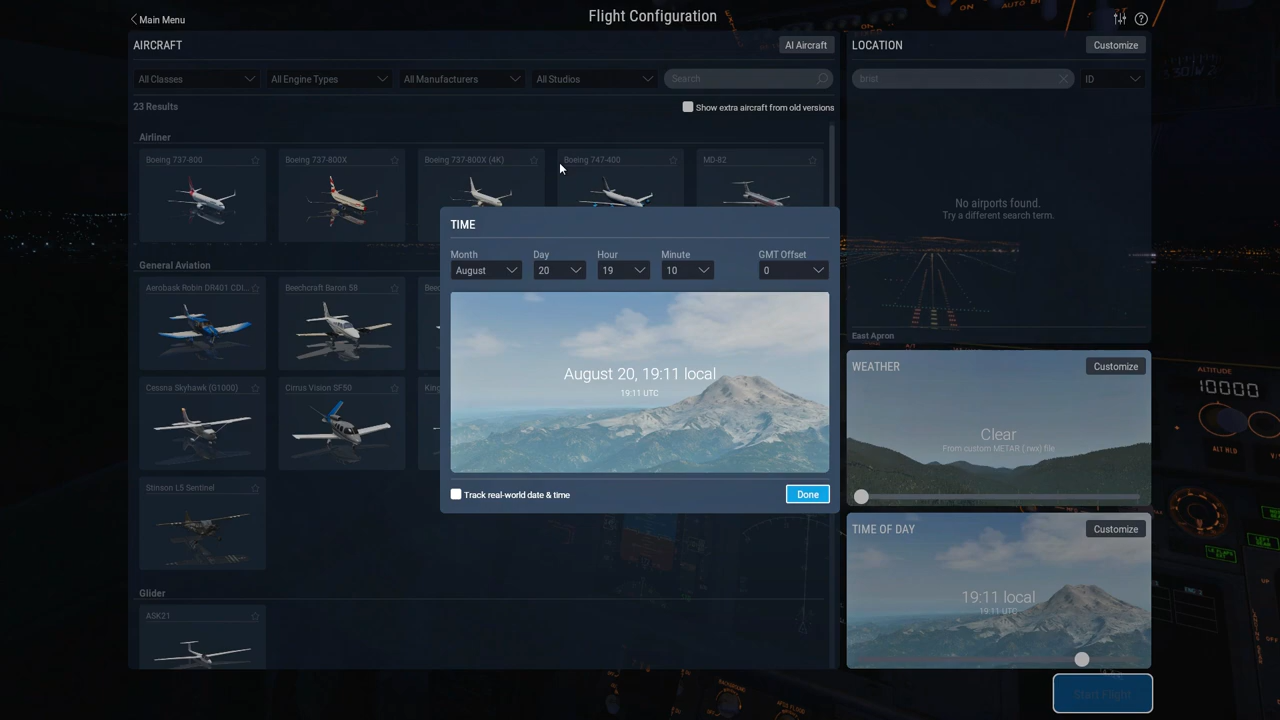 Main Menu
Flight Configuration
AIRCRAFT
AI Aircraft
All Classes
All Engine Types
All Manufacturers
All Studios
Search
23 Results
Show extra aircraft from old versions
Airliner
Boeing 737-800
Boeing 737-800X
Boeing 737-800X (4K)
Boeing 747-400
MD-82
General Aviation
Aerobask Robin DR401 CDI...
Beechcraft Baron 58
Cessna Skyhawk (G1000)
Cirrus Vision SF50
Stinson L5 Sentinel
Glider
ASK21
TIME
Month
Day
Hour
Minute
GMT Offset
August
20
19
10
0
August 20, 19:11 local
19:11 UTC
Track real-world date & time
Done
LOCATION
Customize
brist
ID
No airports found.
Try a different search term.
East Apron
WEATHER
Customize
Clear
From custom METAR (.rwx) file
TIME OF DAY
Customize
19:11 local
19:11 UTC
Start Flight
ALTITUDE
10000
ALT HLD